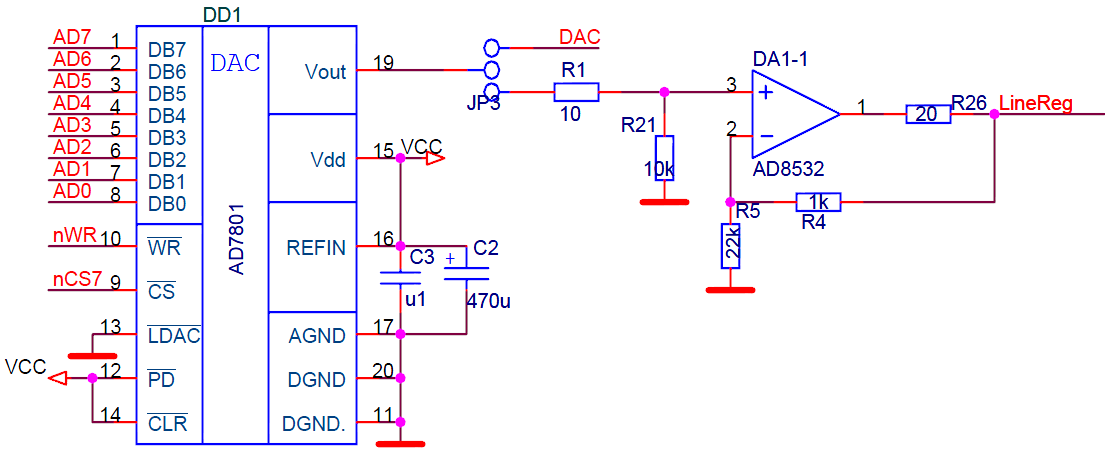 DD1
AD7 1 DB7 DAC Vout 19 DAC
AD6 2 DB6
AD5 3 DB5
AD4 4 DB4
AD3 5 DB3
AD2 6 DB2
AD1 7 DB1
AD0 8 DB0
nWR 10 WR
nCS7 9 CS
13 LDAC
VCC 12 PD
14 CLR
AD7801
Vdd 15 VCC
REFIN 16
C3 u1
C2 + 470u
AGND 17
DGND 20
DGND. 11
JP3
R1
10
R21
10k
DA1-1
3 +
2 −
1
AD8532
20 R26
LineReg
R5
22k
1k
R4